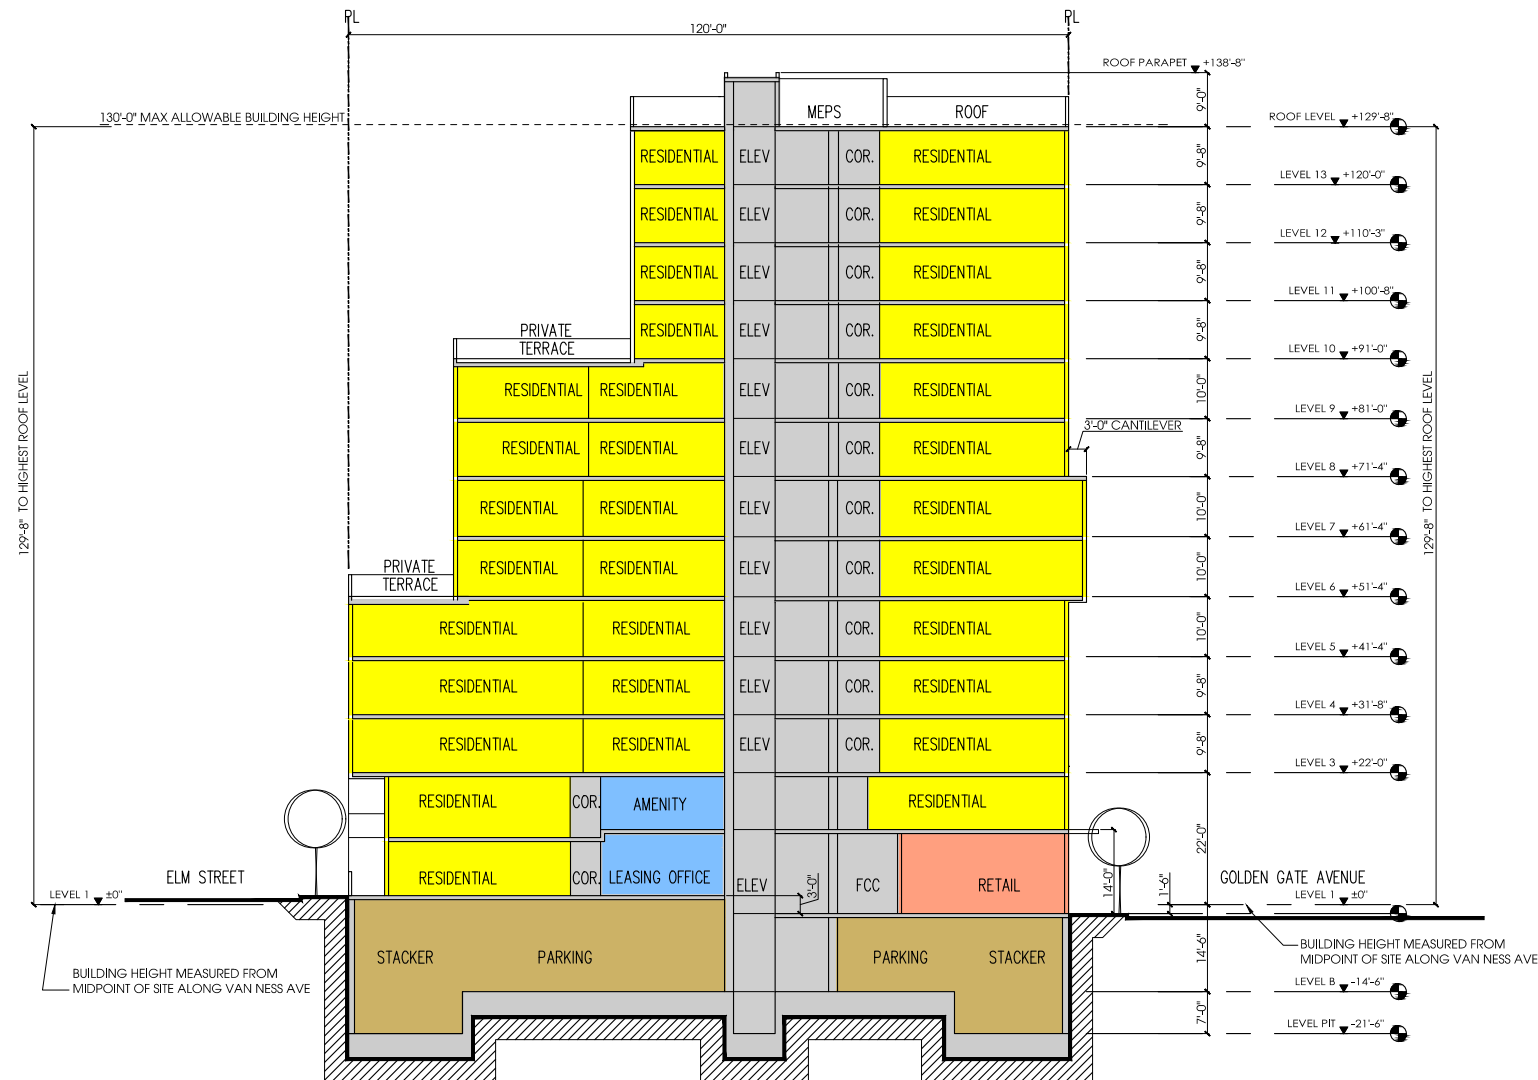 PL
PL
120'-0"
ROOF PARAPET +138'-8"
9'-0"
130'-0" MAX ALLOWABLE BUILDING HEIGHT
MEPS
ROOF
ROOF LEVEL +129'-8"
RESIDENTIAL ELEV COR. RESIDENTIAL
9'-8"
LEVEL 13 +120'-0"
RESIDENTIAL ELEV COR. RESIDENTIAL
9'-8"
LEVEL 12 +110'-3"
RESIDENTIAL ELEV COR. RESIDENTIAL
9'-8"
LEVEL 11 +100'-8"
PRIVATE
TERRACE
RESIDENTIAL ELEV COR. RESIDENTIAL
9'-8"
LEVEL 10 +91'-0"
RESIDENTIAL RESIDENTIAL ELEV COR. RESIDENTIAL
10'-0"
LEVEL 9 +81'-0"
3'-0" CANTILEVER
RESIDENTIAL RESIDENTIAL ELEV COR. RESIDENTIAL
9'-8"
LEVEL 8 +71'-4"
129'-8" TO HIGHEST ROOF LEVEL
129'-8" TO HIGHEST ROOF LEVEL
RESIDENTIAL RESIDENTIAL ELEV COR. RESIDENTIAL
10'-0"
LEVEL 7 +61'-4"
PRIVATE
TERRACE
RESIDENTIAL RESIDENTIAL ELEV COR. RESIDENTIAL
10'-0"
LEVEL 6 +51'-4"
RESIDENTIAL RESIDENTIAL ELEV COR. RESIDENTIAL
10'-0"
LEVEL 5 +41'-4"
RESIDENTIAL RESIDENTIAL ELEV COR. RESIDENTIAL
9'-8"
LEVEL 4 +31'-8"
RESIDENTIAL RESIDENTIAL ELEV COR. RESIDENTIAL
9'-8"
LEVEL 3 +22'-0"
RESIDENTIAL COR. AMENITY RESIDENTIAL
22'-0"
ELM STREET
RESIDENTIAL COR. LEASING OFFICE ELEV FCC RETAIL
3'-0"
14'-0"
1'-6"
GOLDEN GATE AVENUE
LEVEL 1 ±0"
LEVEL 1 ±0"
STACKER PARKING PARKING STACKER
14'-6"
BUILDING HEIGHT MEASURED FROM
MIDPOINT OF SITE ALONG VAN NESS AVE
BUILDING HEIGHT MEASURED FROM
MIDPOINT OF SITE ALONG VAN NESS AVE
LEVEL B -14'-6"
7'-0"
LEVEL PIT -21'-6"